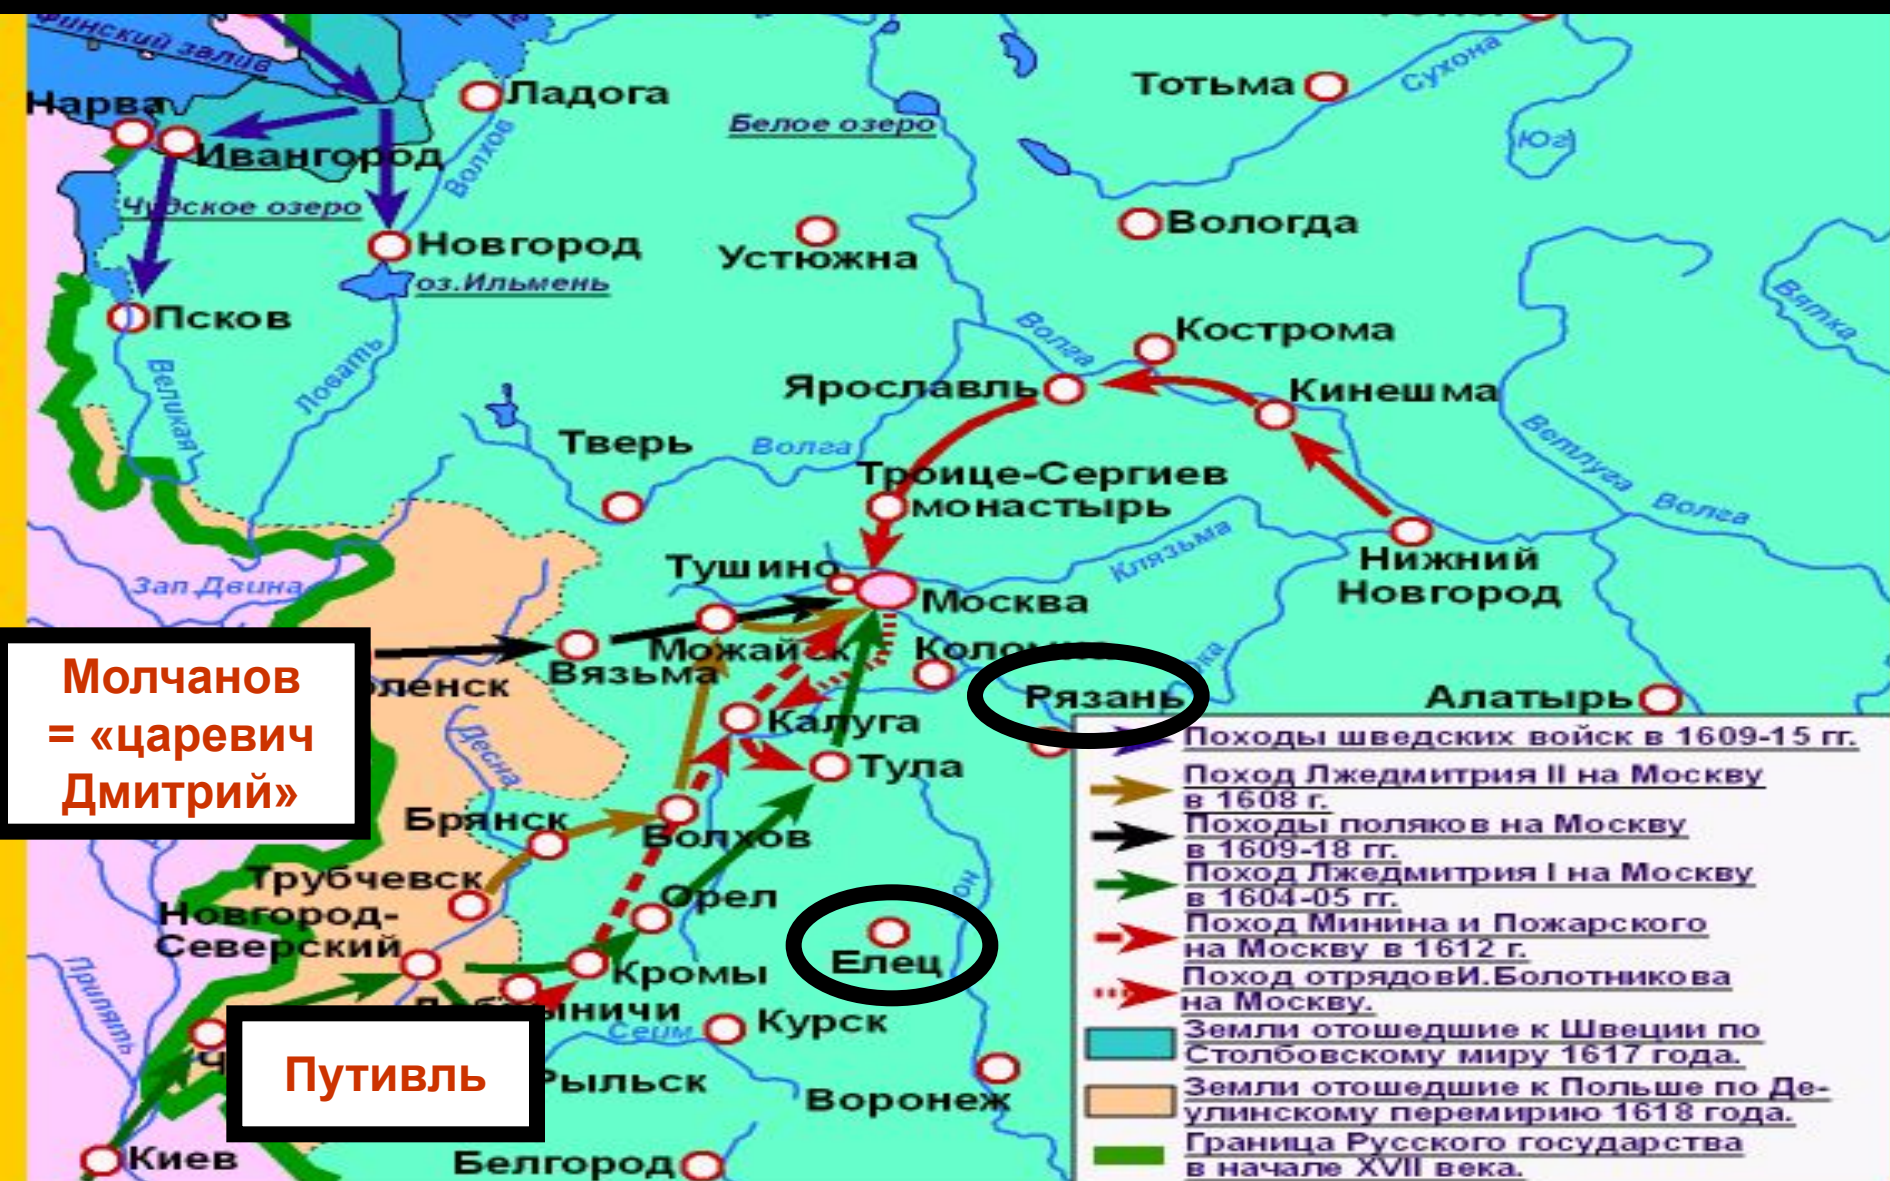 Финский залив
Ладога
Тотьма
Сухона
Нарва
Белое озеро
Ивангород
Волхов
Юг
Чудское озеро
Новгород
Устюжна
Вологда
оз.Ильмень
Псков
Вятка
Волга
Кострома
Великая
Ловать
Ярославль
Кинешма
Тверь
Волга
Ветлуга
Волга
Троице-Сергиев
монастырь
Клязьма
Нижний
Новгород
Тушино
Москва
Зап.Двина
Можайск
Коломна
Вязьма
Молчанов
= «царевич
Дмитрий»
оленск
Ока
Рязань
Алатырь
Калуга
Десна
Тула
Брянск
Болхов
Трубчевск
Орел
Новгород-
Северский
Елец
Кромы
Припять
ыничи
Сейм
Курск
Путивль
Рыльск
Воронеж
Киев
Белгород
Походы шведских войск в 1609-15 гг.
Поход Лжедмитрия II на Москву
в 1608 г.
Походы поляков на Москву
в 1609-18 гг.
Поход Лжедмитрия I на Москву
в 1604-05 гг.
Поход Минина и Пожарского
на Москву в 1612 г.
Поход отрядовИ.Болотникова
на Москву.
Земли отошедшие к Швеции по
Столбовскому миру 1617 года.
Земли отошедшие к Польше по Де-
улинскому перемирию 1618 года.
Граница Русского государства
в начале XVII века.